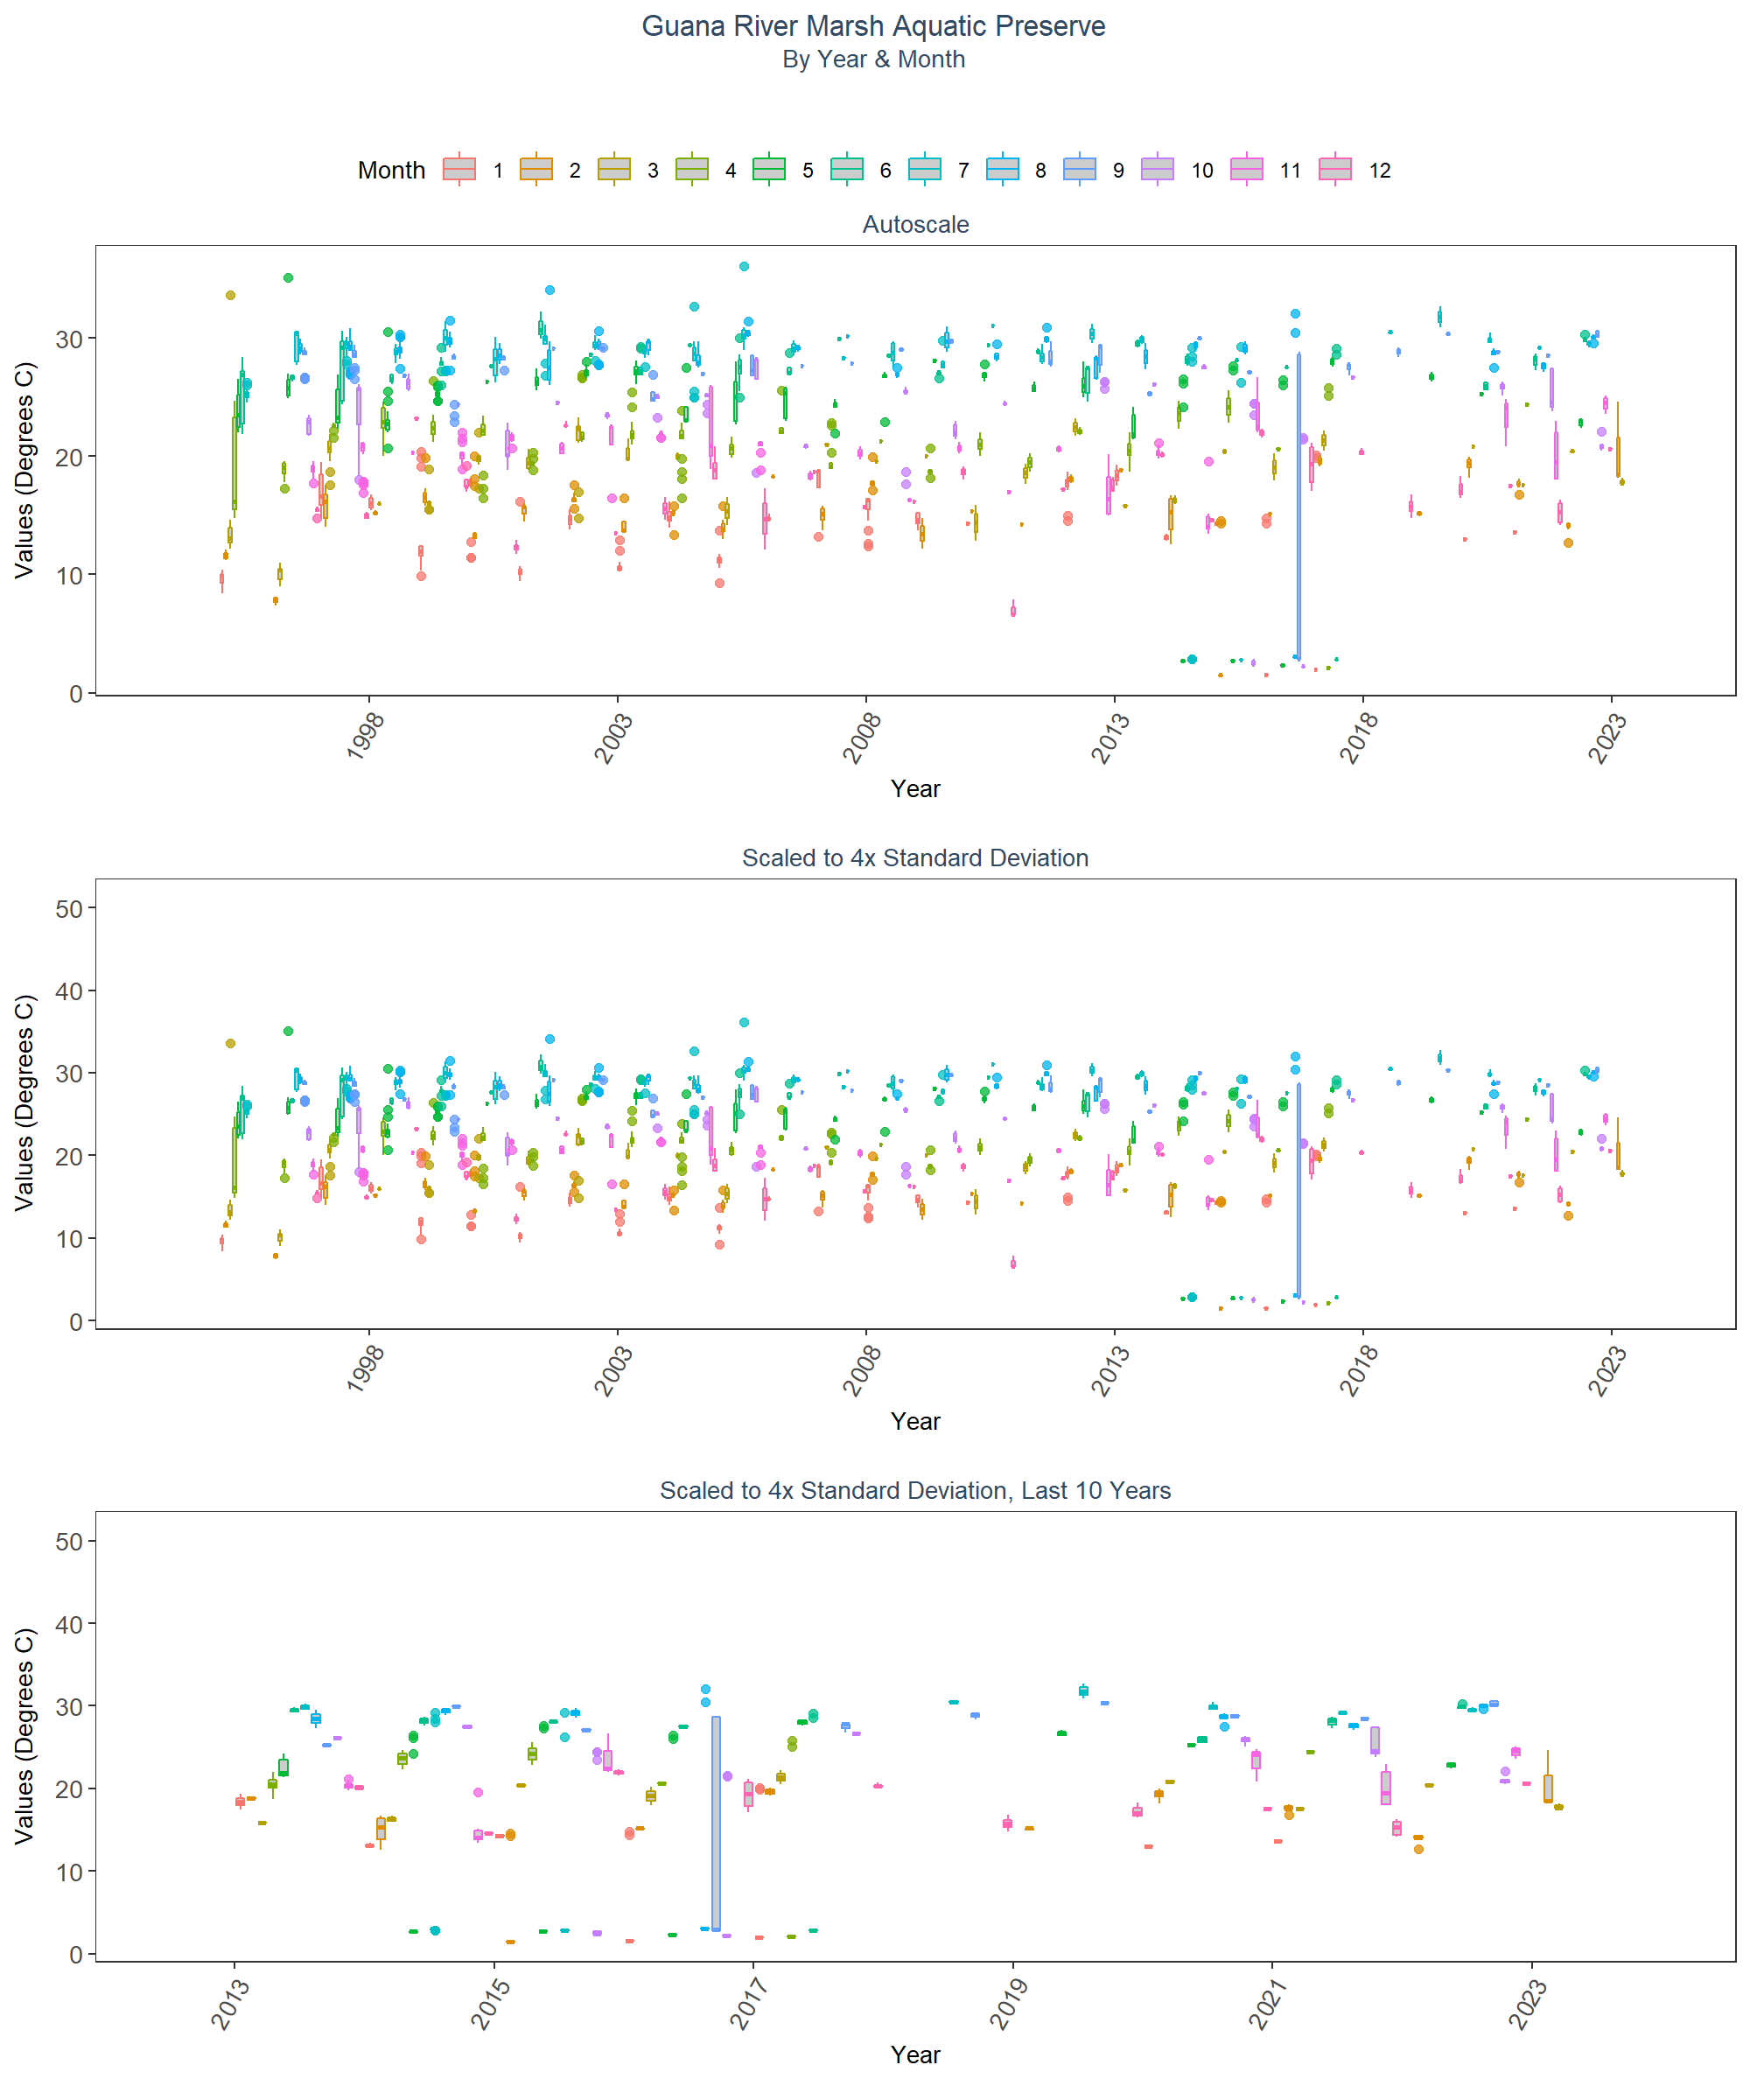 Guana River Marsh Aquatic Preserve
By Year & Month
Month 1 2 3 4 5 6 7 8 9 10 11 12
Autoscale
Values (Degrees C)
30
20
10
0
1998 2003 2008 2013 2018 2023
Year
Scaled to 4x Standard Deviation
Values (Degrees C)
50
40
30
20
10
0
1998 2003 2008 2013 2018 2023
Year
Scaled to 4x Standard Deviation, Last 10 Years
Values (Degrees C)
50
40
30
20
10
0
2013 2015 2017 2019 2021 2023
Year